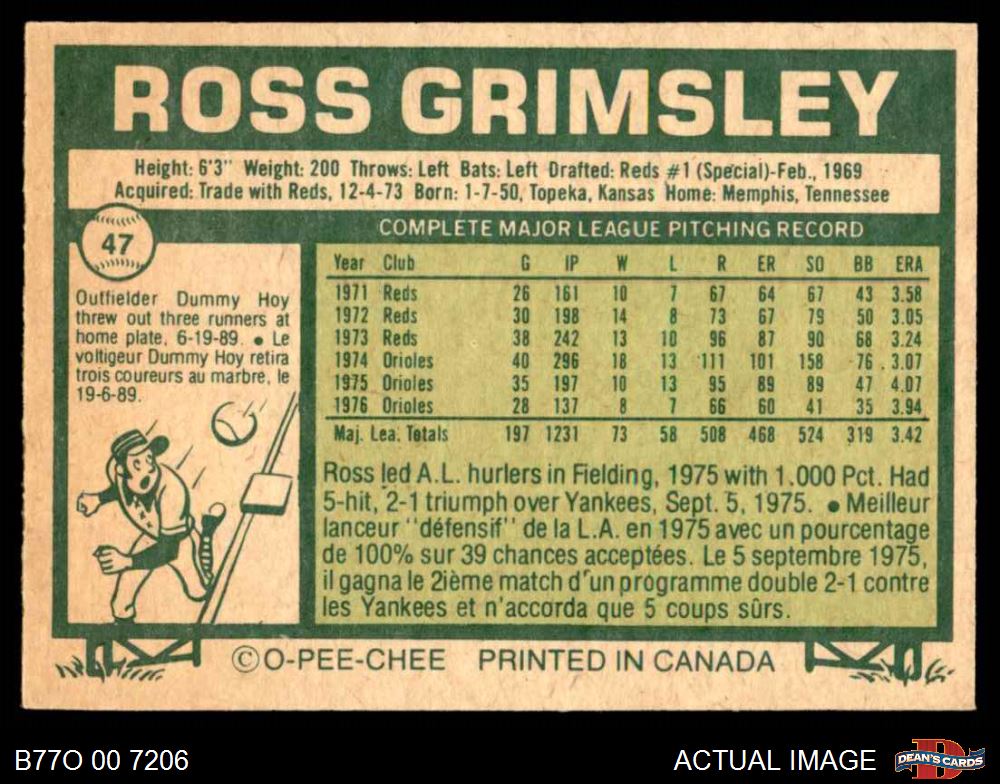 ROSS GRIMSLEY
Height: 6'3" Weight: 200 Throws: Left Bats: Left Drafted: Reds #1 (Special)-Feb., 1969
Acquired: Trade with Reds, 12-4-73 Born: 1-7-50, Topeka, Kansas Home: Memphis, Tennessee
47
Outfielder Dummy Hoy
threw out three runners at
home plate, 6-19-89. • Le
voltigeur Dummy Hoy retira
trois coureurs au marbre, le
19-6-89.
COMPLETE MAJOR LEAGUE PITCHING RECORD
Year Club G IP W L R ER SO BB ERA
1971 Reds 26 161 10 7 67 64 67 43 3.58
1972 Reds 30 198 14 8 73 67 79 50 3.05
1973 Reds 38 242 13 10 96 87 90 68 3.24
1974 Orioles 40 296 18 13 111 101 158 76 3.07
1975 Orioles 35 197 10 13 95 89 89 47 4.07
1976 Orioles 28 137 8 7 66 60 41 35 3.94
Maj. Lea. Totals 197 1231 73 58 508 468 524 319 3.42
Ross led A.L. hurlers in Fielding, 1975 with 1.000 Pct. Had
5-hit, 2-1 triumph over Yankees, Sept. 5, 1975. • Meilleur
lanceur "défensif" de la L.A. en 1975 avec un pourcentage
de 100% sur 39 chances acceptées. Le 5 septembre 1975,
il gagna le 2ième match d'un programme double 2-1 contre
les Yankees et n'accorda que 5 coups sûrs.
©O-PEE-CHEE PRINTED IN CANADA
B77O 00 7206
ACTUAL IMAGE
DEAN'S CARDS